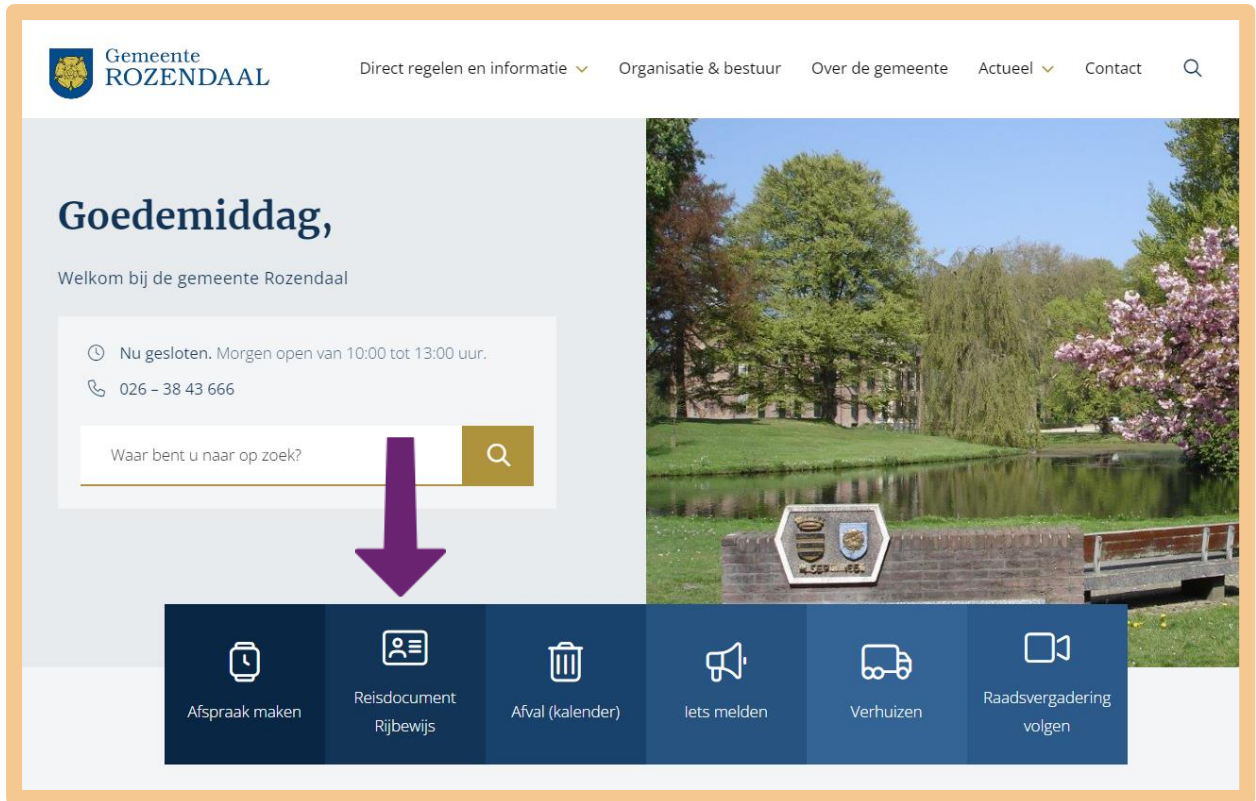 Gemeente
ROZENDAAL
Direct regelen en informatie
Organisatie & bestuur
Over de gemeente
Actueel
Contact
Goedemiddag,
Welkom bij de gemeente Rozendaal
Nu gesloten. Morgen open van 10:00 tot 13:00 uur.
026 – 38 43 666
Waar bent u naar op zoek?
Afspraak maken
Reisdocument
Rijbewijs
Afval (kalender)
Iets melden
Verhuizen
Raadsvergadering
volgen